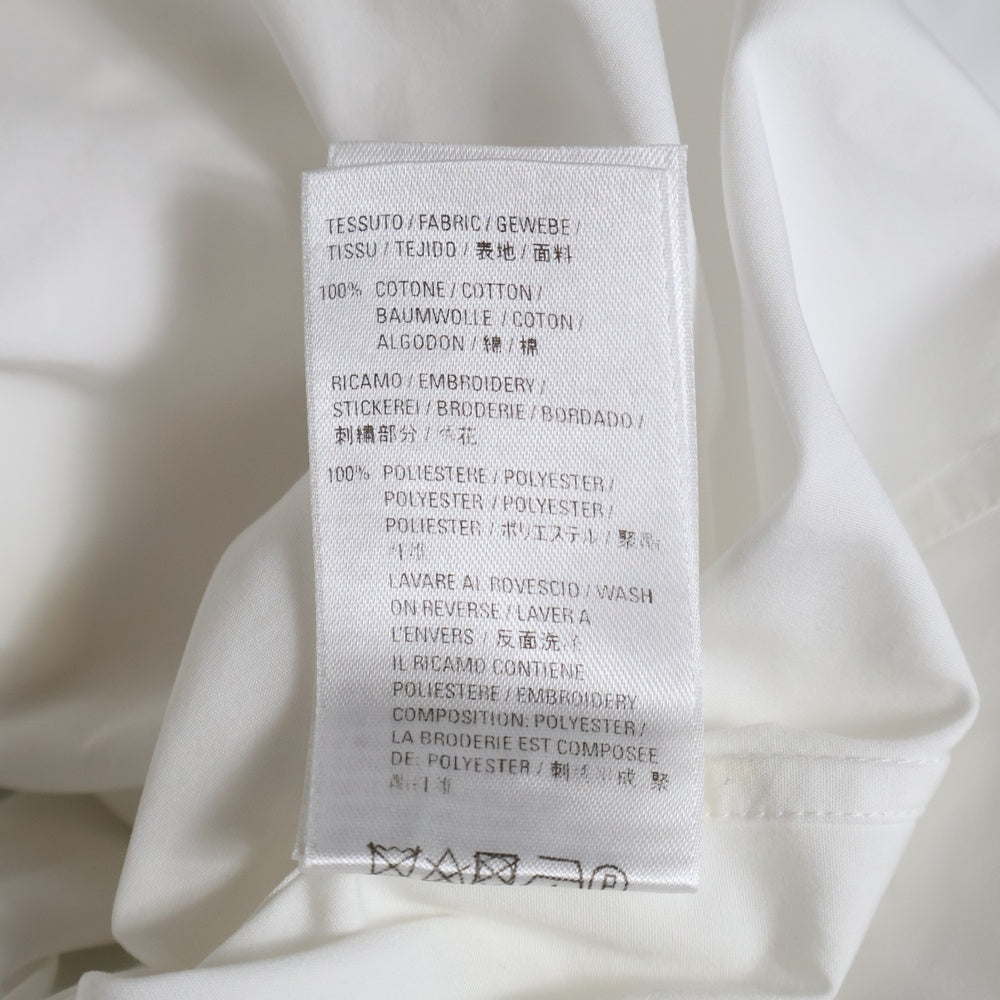 TESSUTO / FABRIC / GEWEBE /
TISSU / TEJIDO / 表地 / 面料
100% COTONE / COTTON /
BAUMWOLLE / COTON /
ALGODON / 綿 / 棉
RICAMO / EMBROIDERY /
STICKEREI / BRODERIE / BORDADO /
刺繍部分 /
100% POLIESTERE / POLYESTER /
POLYESTER / POLYESTER /
POLIESTER / ポリエステル /
LAVARE AL ROVESCIO / WASH
ON REVERSE / LAVER A
L'ENVERS /
IL RICAMO CONTIENE
POLIESTERE / EMBROIDERY
COMPOSITION: POLYESTER /
LA BRODERIE EST COMPOSEE
DE: POLYESTER /
P